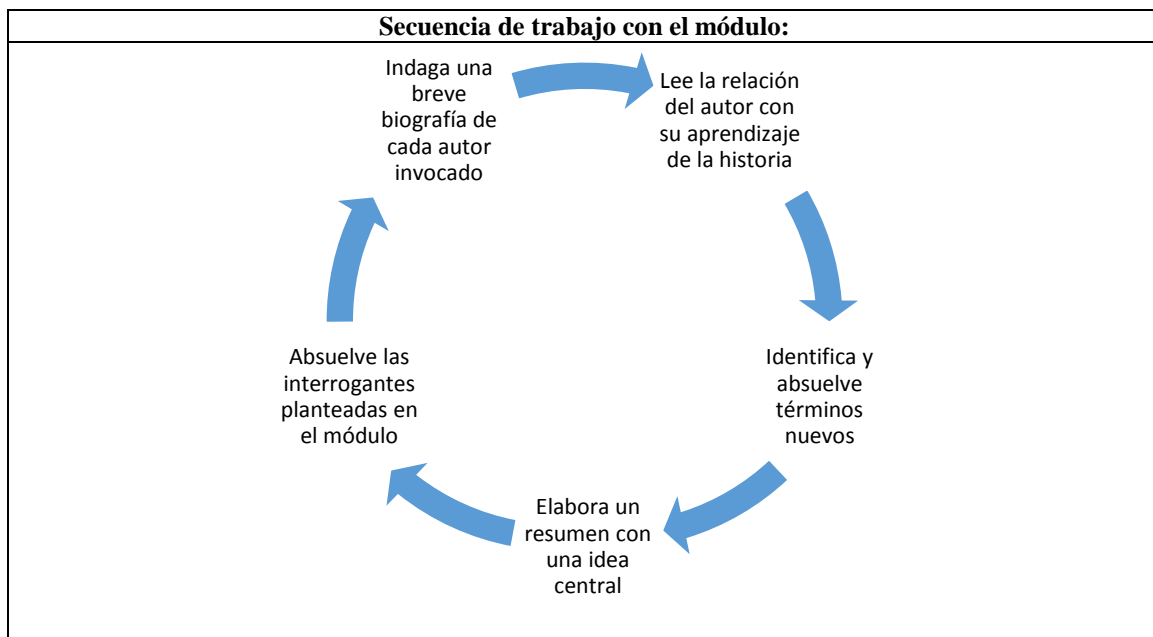 Secuencia de trabajo con el módulo:
Indaga una
breve
biografía de
cada autor
invocado
Lee la relación
del autor con
su aprendizaje
de la historia
Identifica y
absuelve
términos
nuevos
Elabora un
resumen con
una idea
central
Absuelve las
interrogantes
planteadas en
el módulo